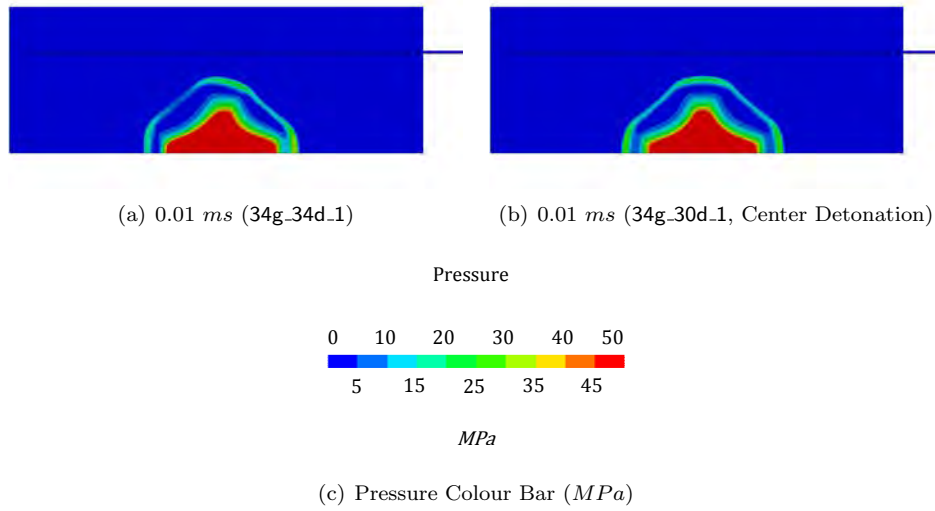 (a) 0.01 ms (34g_34d_1)
(b) 0.01 ms (34g_30d_1, Center Detonation)
Pressure
0 10 20 30 40 50
5 15 25 35 45
MPa
(c) Pressure Colour Bar (MPa)